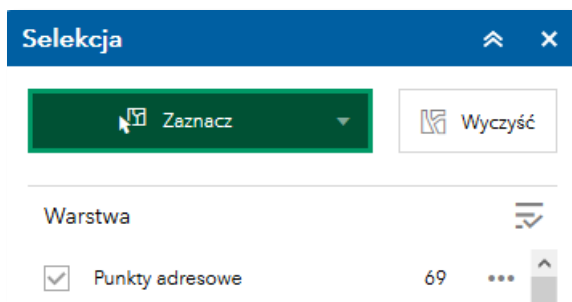 Selekcja
Zaznacz
Wyczyść
Warstwa
Punkty adresowe 69